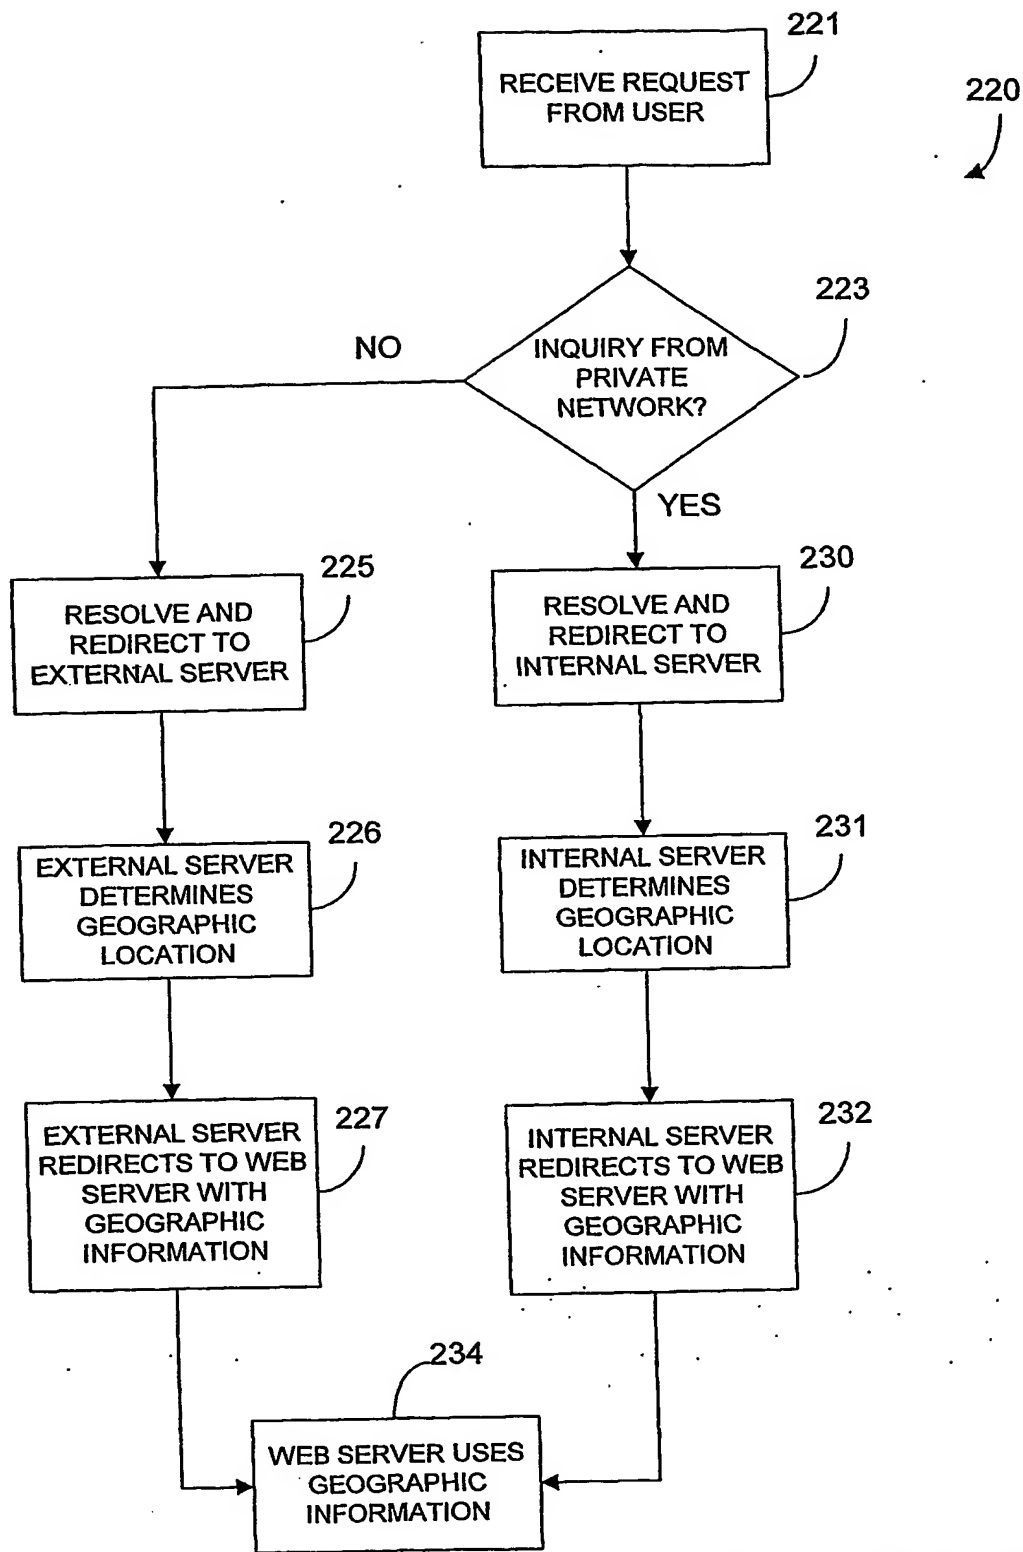 221
RECEIVE REQUEST
FROM USER
220
223
INQUIRY FROM
PRIVATE
NETWORK?
NO
YES
225
RESOLVE AND
REDIRECT TO
EXTERNAL SERVER
230
RESOLVE AND
REDIRECT TO
INTERNAL SERVER
226
EXTERNAL SERVER
DETERMINES
GEOGRAPHIC
LOCATION
231
INTERNAL SERVER
DETERMINES
GEOGRAPHIC
LOCATION
227
EXTERNAL SERVER
REDIRECTS TO WEB
SERVER WITH
GEOGRAPHIC
INFORMATION
232
INTERNAL SERVER
REDIRECTS TO WEB
SERVER WITH
GEOGRAPHIC
INFORMATION
234
WEB SERVER USES
GEOGRAPHIC
INFORMATION